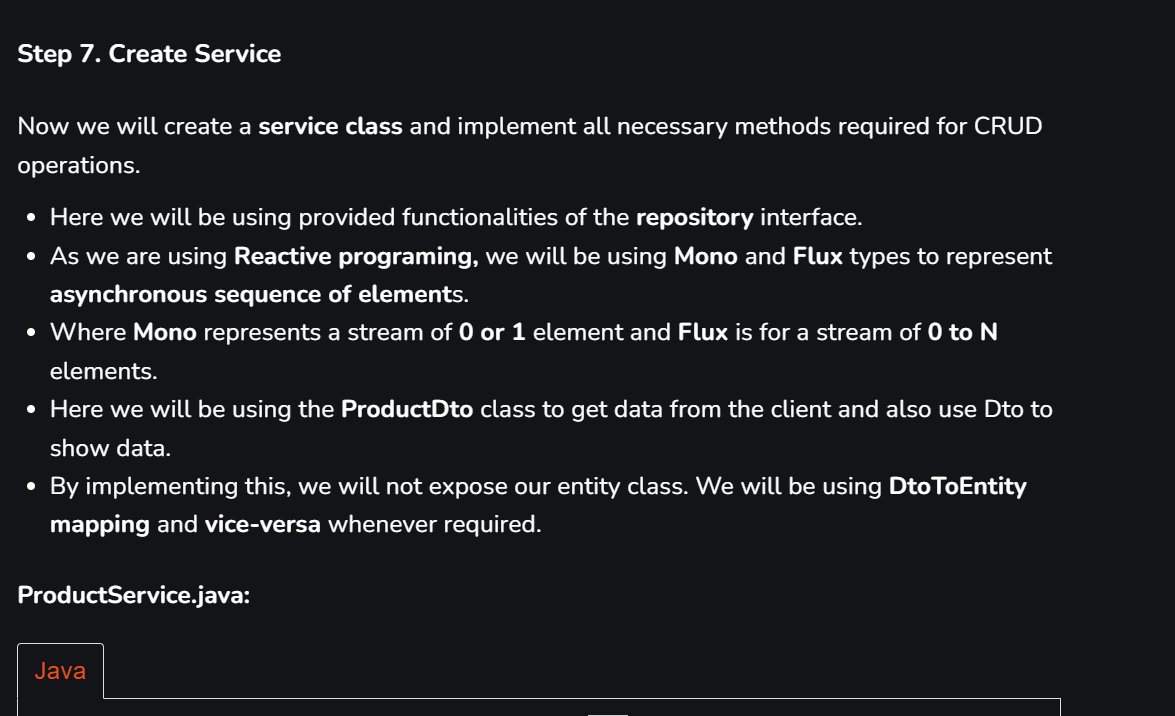 Step 7. Create Service
Now we will create a service class and implement all necessary methods required for CRUD
operations.
• Here we will be using provided functionalities of the repository interface.
• As we are using Reactive programing, we will be using Mono and Flux types to represent
asynchronous sequence of elements.
• Where Mono represents a stream of 0 or 1 element and Flux is for a stream of 0 to N
elements.
• Here we will be using the ProductDto class to get data from the client and also use Dto to
show data.
• By implementing this, we will not expose our entity class. We will be using DtoToEntity
mapping and vice-versa whenever required.
ProductService.java:
Java